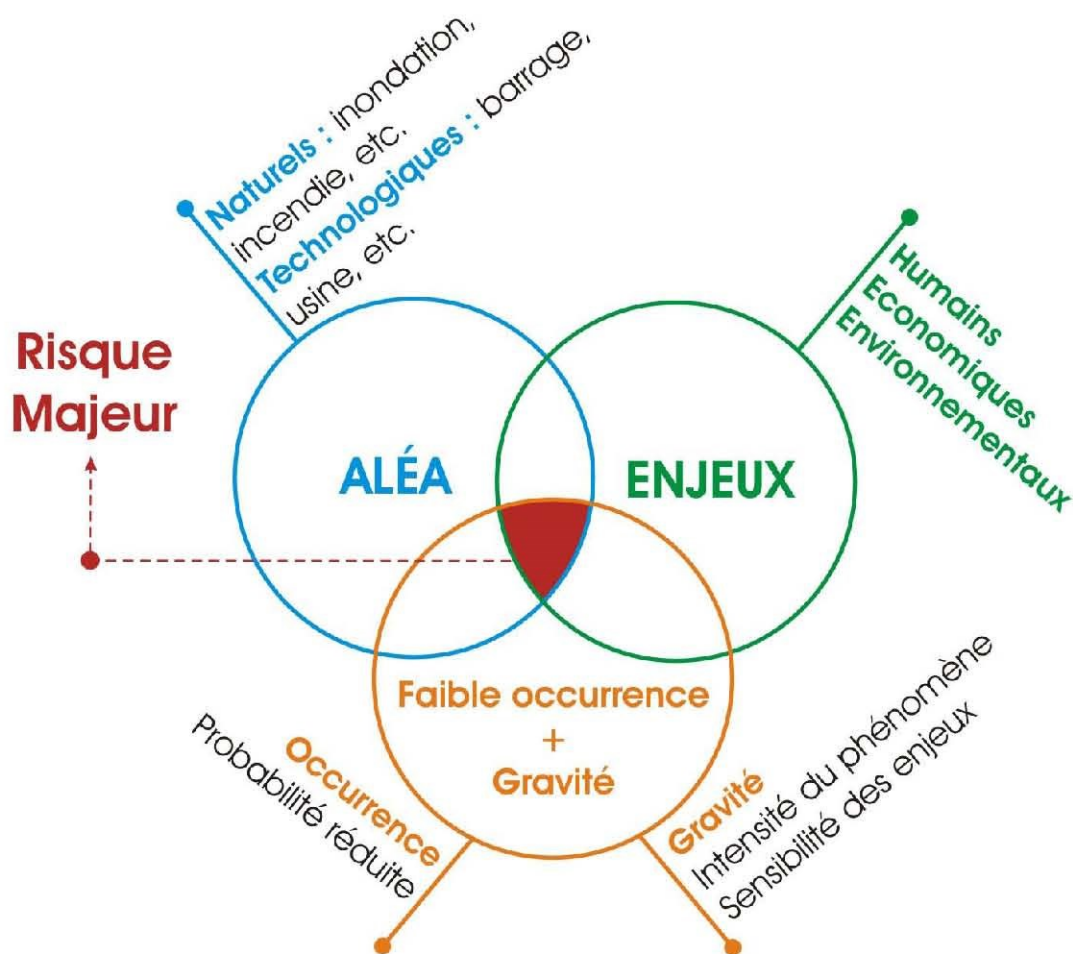 Naturels : inondation,
incendie, etc.
Technologiques : barrage,
usine, etc.
Humains
Economiques
Environnementaux
Risque
Majeur
ALÉA
ENJEUX
Faible occurrence
+
Gravité
Occurrence
Probabilité réduite
Gravité
Intensité du phénomène
Sensibilité des enjeux